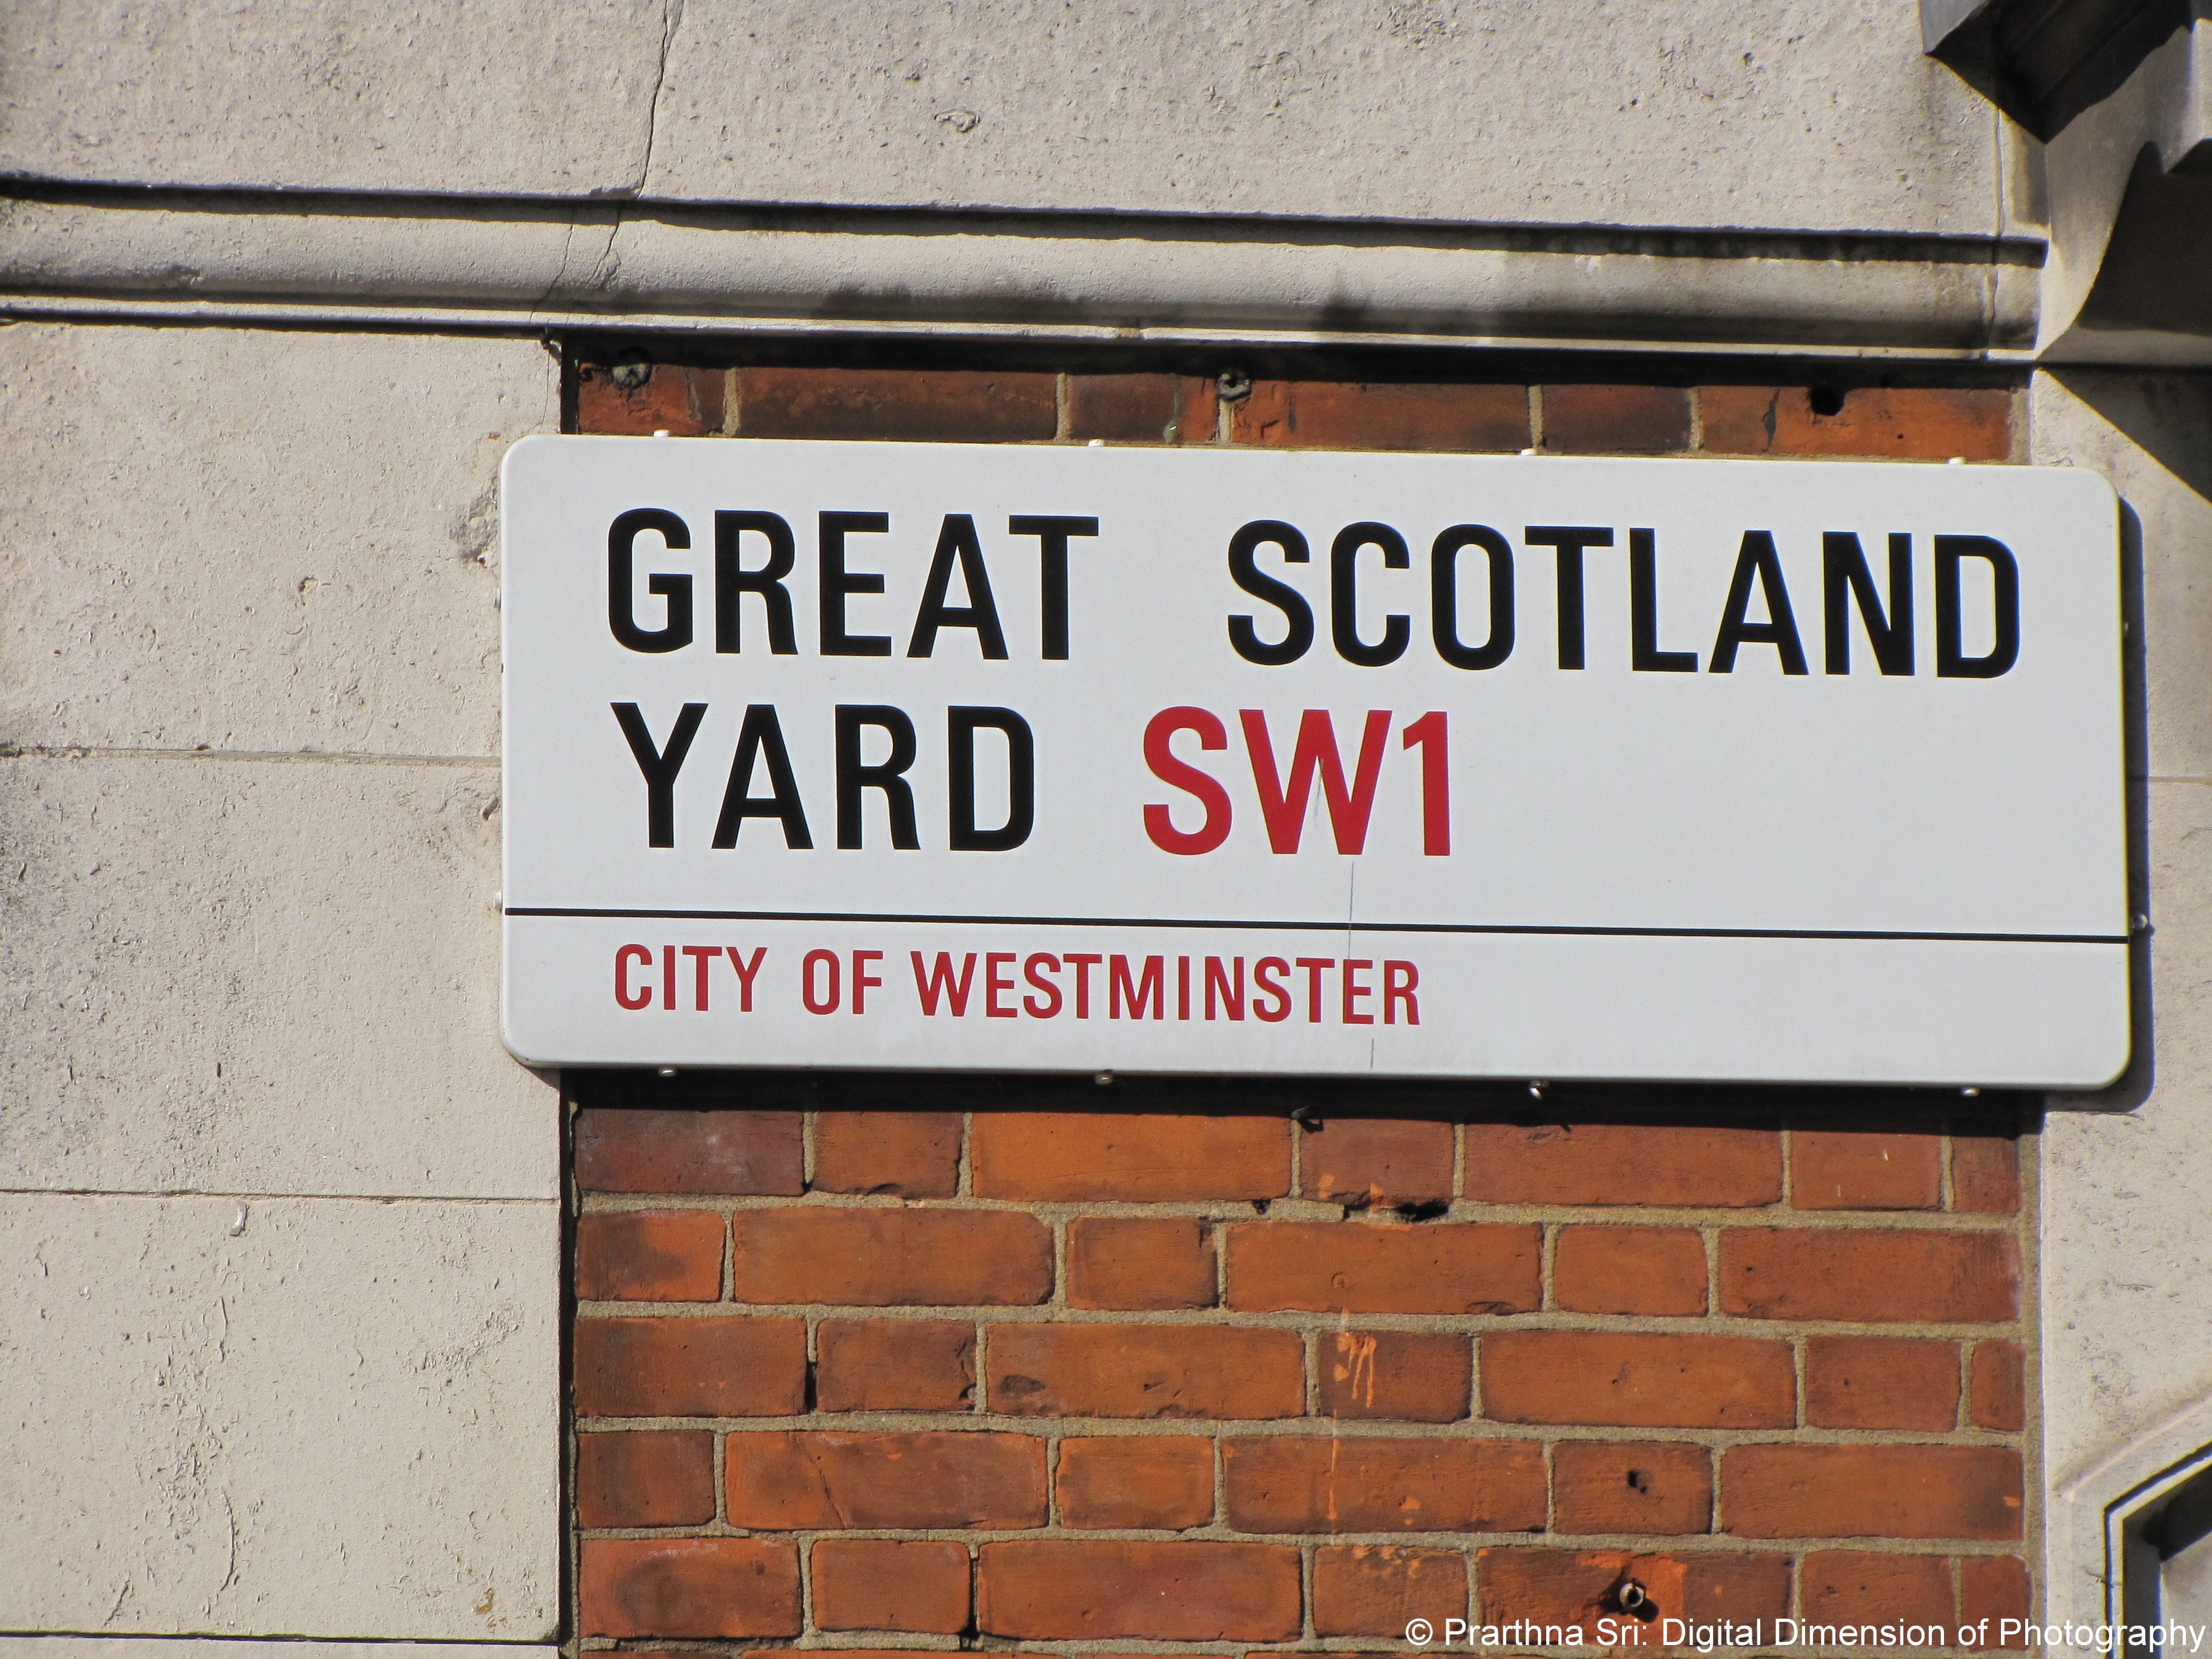 GREAT SCOTLAND
YARD SW1
CITY OF WESTMINSTER
© Prarthna Sri: Digital Dimension of Photography